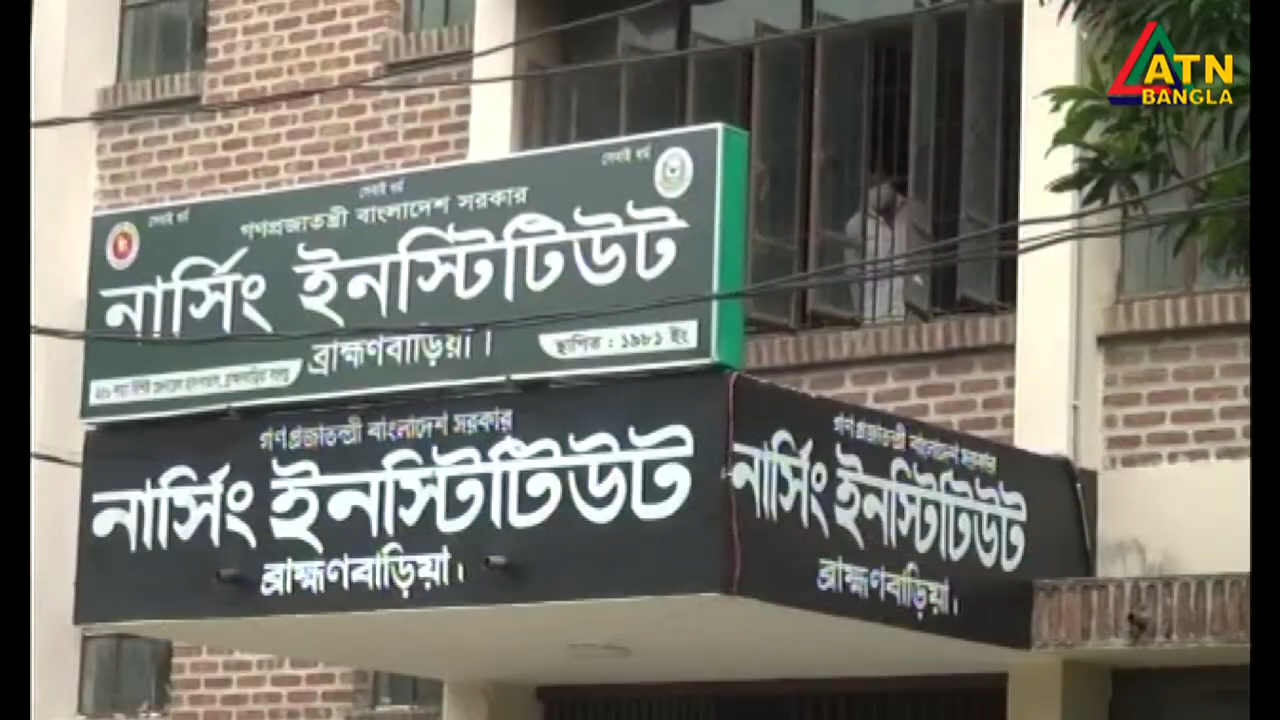 ATN
BANGLA
সেবাই ধর্ম
সেবাই ধর্ম
সেবাই ধর্ম
গণপ্রজাতন্ত্রী বাংলাদেশ সরকার
নার্সিং ইনস্টিটিউট
ব্রাহ্মণবাড়িয়া।
স্থাপিত : ১৯৮১ ইং
গণপ্রজাতন্ত্রী বাংলাদেশ সরকার
নার্সিং ইনস্টিটিউট
ব্রাহ্মণবাড়িয়া।
গণপ্রজাতন্ত্রী বাংলাদেশ সরকার
নার্সিং ইনস্টিটিউট
ব্রাহ্মণবাড়িয়া।